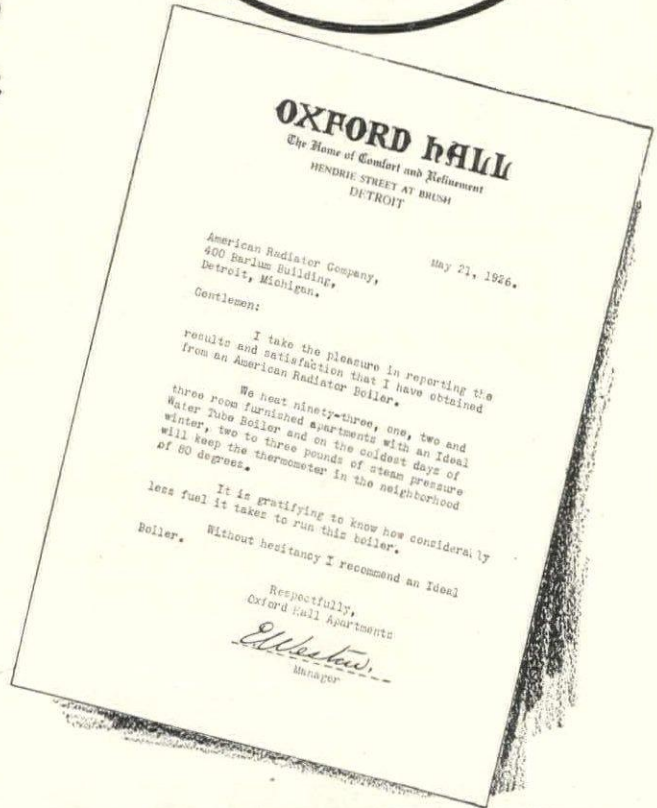 OXFORD HALL
The Home of Comfort and Refinement
HENDRIE STREET AT BRUSH
DETROIT
May 21, 1926.
American Radiator Company,
400 Barlum Building,
Detroit, Michigan.
Gentlemen:
I take the pleasure in reporting the
results and satisfaction that I have obtained
from an American Radiator Boiler.
We heat ninety-three, one, two and
three room furnished apartments with an Ideal
Water Tube Boiler and on the coldest days of
winter, two to three pounds of steam pressure
will keep the thermometer in the neighborhood
of 80 degrees.
It is gratifying to know how considerally
less fuel it takes to run this boiler.
Without hesitancy I recommend an Ideal
Boiler.
Respectfully,
Oxford Hall Apartments
E Weston.
Manager